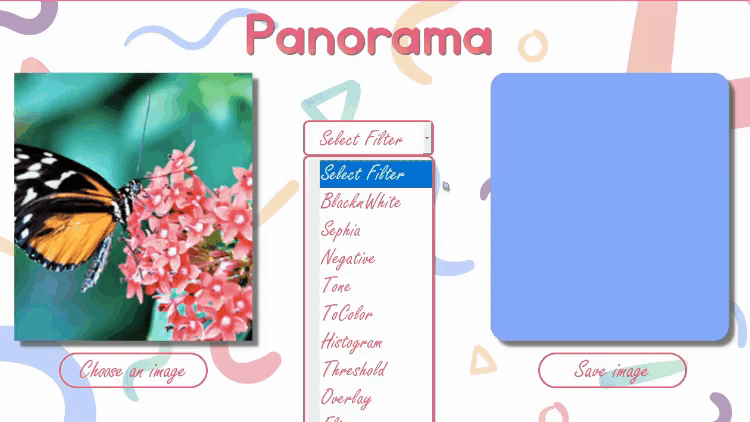 Panorama
Select Filter
Select Filter
BlacknWhite
Sephia
Negative
Tone
ToColor
Histogram
Threshold
Overlay
Choose an image
Save image